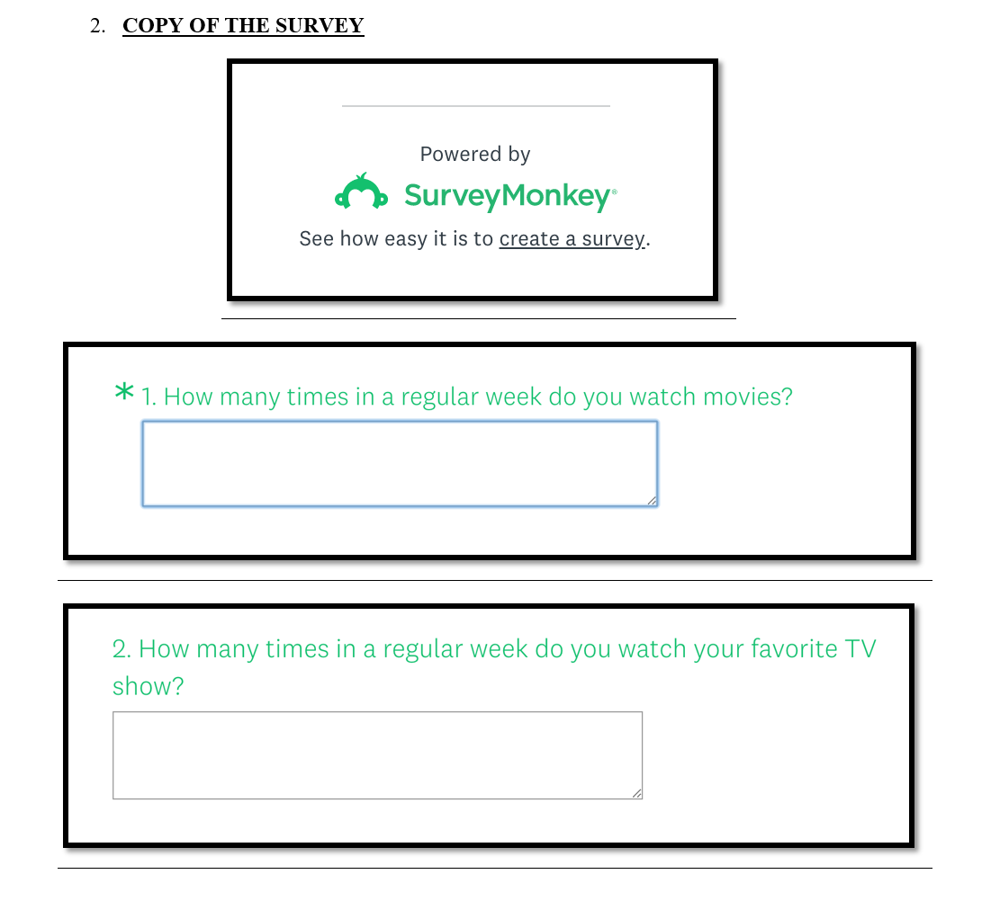 2. COPY OF THE SURVEY
Powered by
SurveyMonkey®
See how easy it is to create a survey.
* 1. How many times in a regular week do you watch movies?
2. How many times in a regular week do you watch your favorite TV
show?